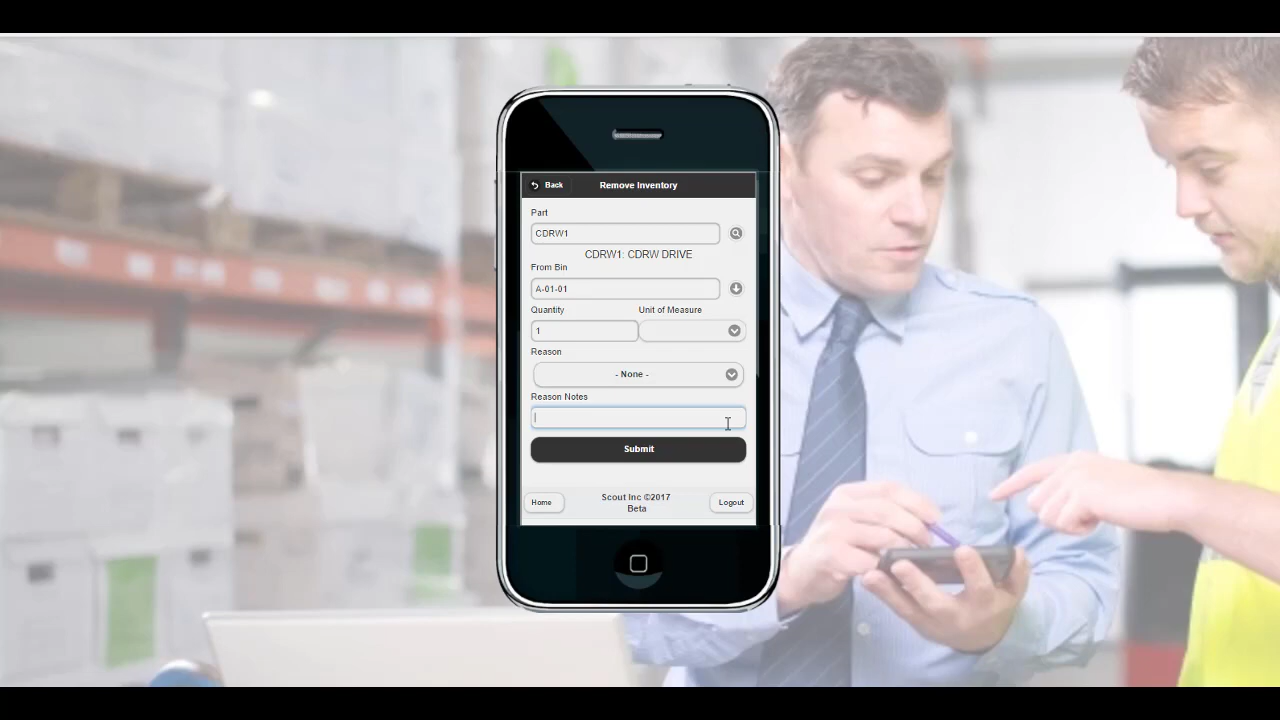 Back
Remove Inventory
Part
CDRW1
CDRW1: CDRW DRIVE
From Bin
A-01-01
Quantity
Unit of Measure
1
Reason
- None -
Reason Notes
Submit
Home
Scout Inc ©2017
Beta
Logout